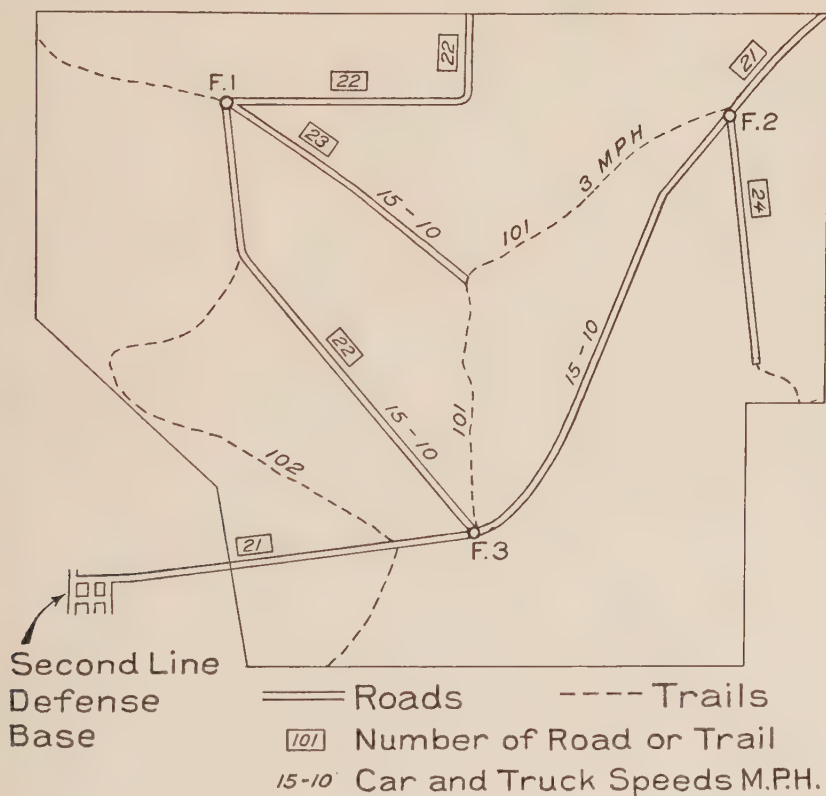 22
22
21
F.1
F.2
23
3 MPH
15-10
101
24
22
15-10
15-10
101
102
21
F.3
Second Line
Defense
Base
Roads
Trails
101 Number of Road or Trail
15-10 Car and Truck Speeds M.P.H.